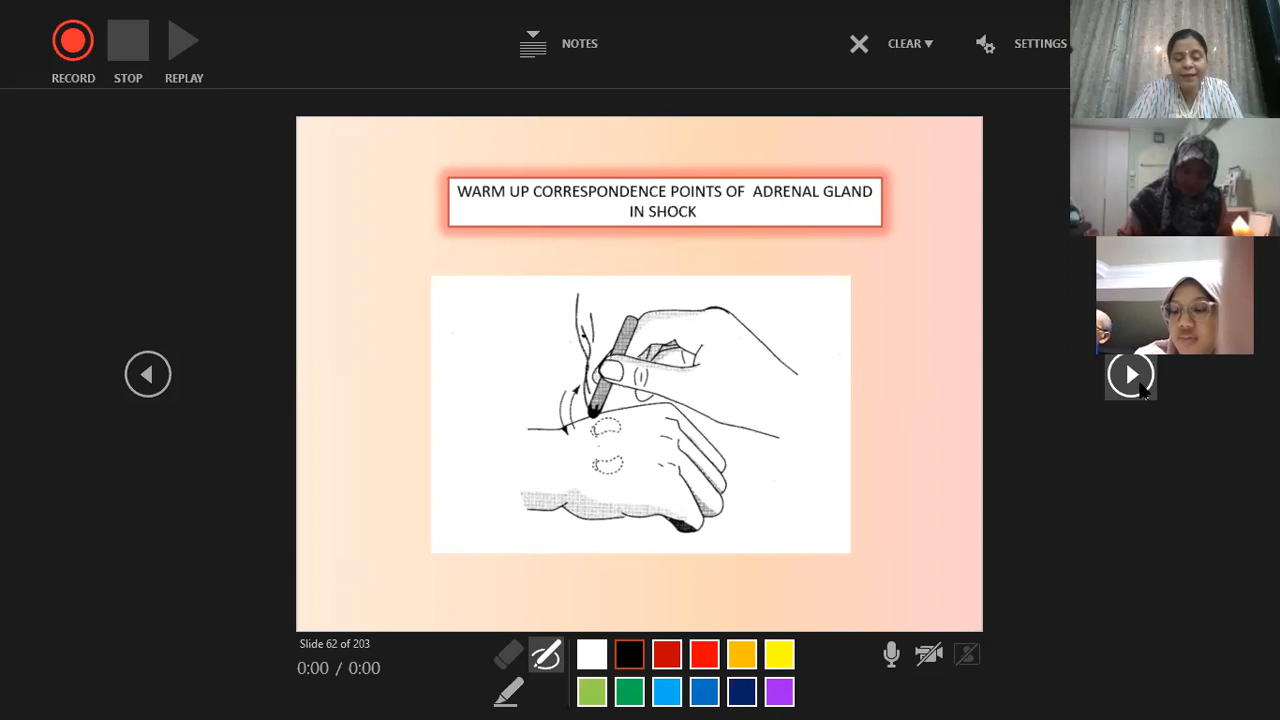 RECORD
STOP
REPLAY
NOTES
CLEAR
SETTINGS
WARM UP CORRESPONDENCE POINTS OF ADRENAL GLAND
IN SHOCK
Slide 62 of 203
0:00 / 0:00